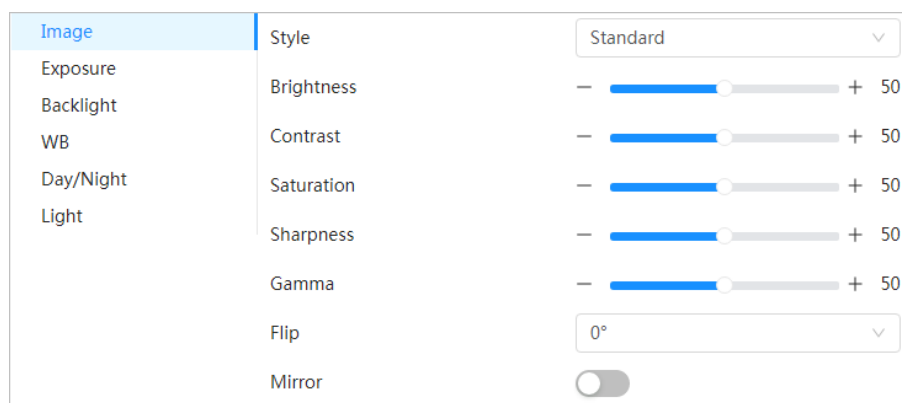 Image
Exposure
Backlight
WB
Day/Night
Light
Style Standard
Brightness − + 50
Contrast − + 50
Saturation − + 50
Sharpness − + 50
Gamma − + 50
Flip 0°
Mirror